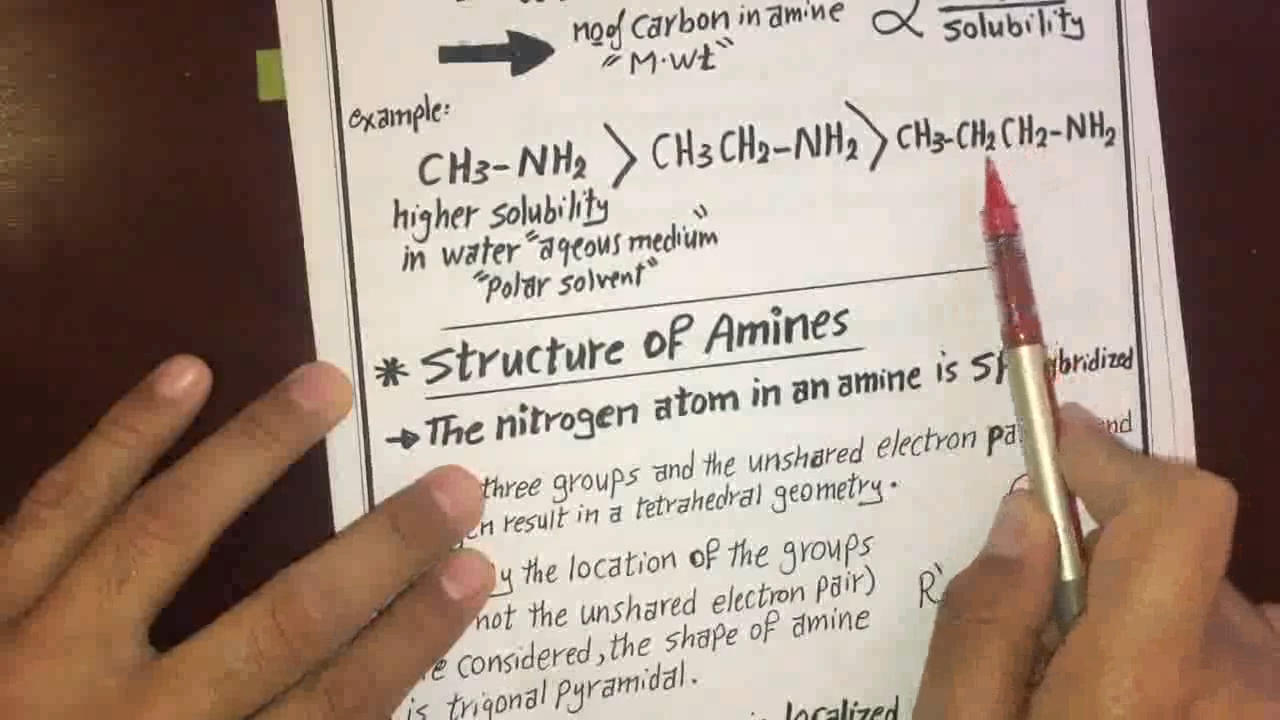 no of carbon in amine ∝ solubility
"M.wt"
example:
CH3-NH2 > CH3CH2-NH2 > CH3-CH2CH2-NH2
higher solubility
in water "aqeous medium"
"polar solvent"
* Structure of Amines
→ The nitrogen atom in an amine is bridized
three groups and the unshared electron and
result in a tetrahedral geometry.
the location of the groups
not the unshared electron pair)
considered, the shape of amine
is trigonal pyramidal.
R`
localized